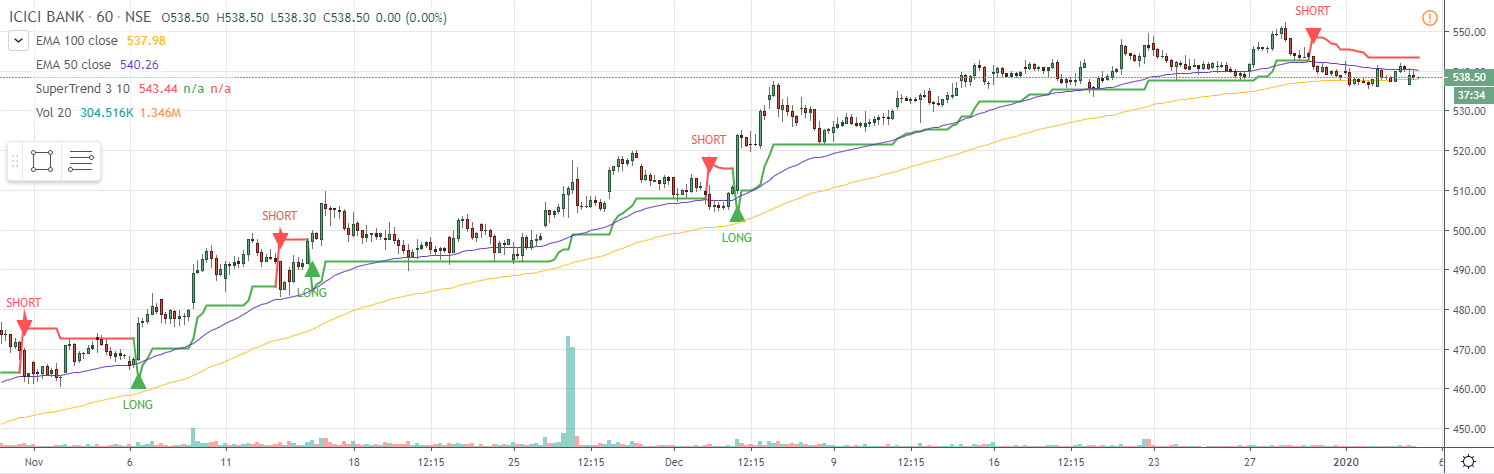 ICICI BANK · 60 · NSE O538.50 H538.50 L538.30 C538.50 0.00 (0.00%)
EMA 100 close 537.98
EMA 50 close 540.26
SuperTrend 3 10 543.44 n/a n/a
Vol 20 304.516K 1.346M
SHORT
LONG
SHORT
LONG
SHORT
LONG
SHORT
550.00
538.50
37:34
530.00
520.00
510.00
500.00
490.00
480.00
470.00
460.00
450.00
Nov 6 11 18 12:15 25 12:15 Dec 12:15 9 12:15 16 12:15 23 27 2020 6